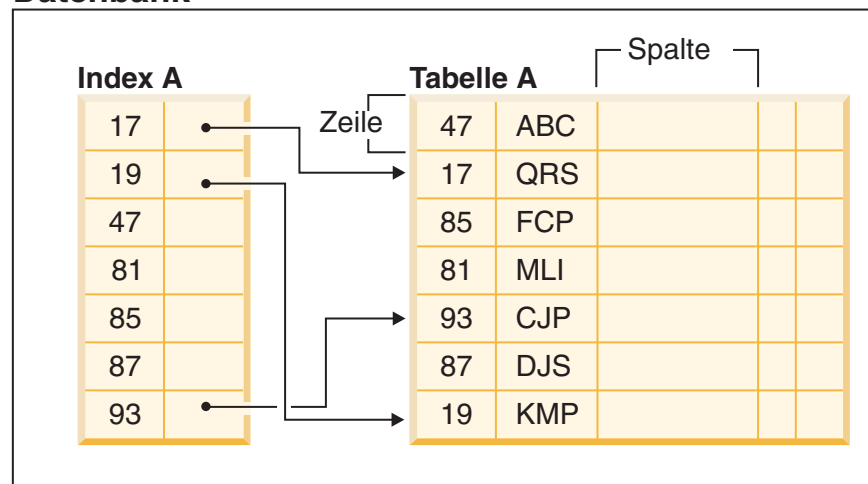 Datenbank
Index A
Tabelle A
Spalte
Zeile
17
19
47
81
85
87
93
47 ABC
17 QRS
85 FCP
81 MLI
93 CJP
87 DJS
19 KMP